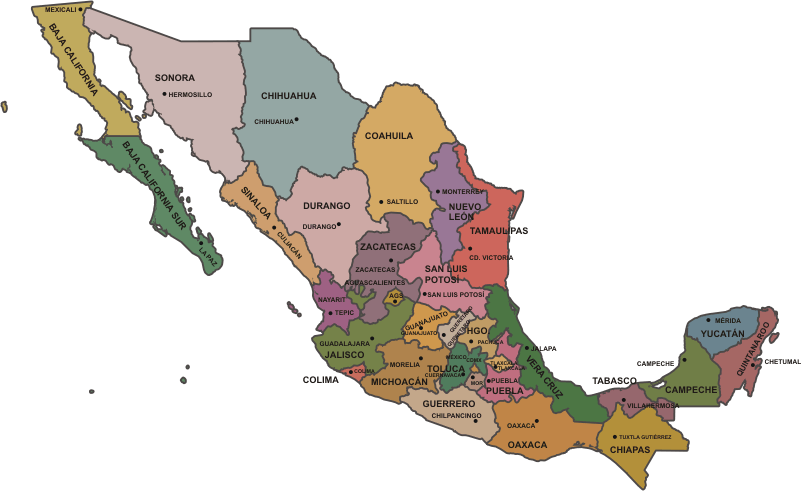 MEXICALI
BAJA CALIFORNIA
SONORA
HERMOSILLO
CHIHUAHUA
CHIHUAHUA
COAHUILA
SALTILLO
BAJA CALIFORNIA SUR
LA PAZ
SINALOA
CULIACÁN
DURANGO
DURANGO
MONTERREY
NUEVO
LEÓN
TAMAULIPAS
CD. VICTORIA
ZACATECAS
ZACATECAS
SAN LUIS
POTOSÍ
SAN LUIS POTOSÍ
AGUASCALIENTES
AGS
NAYARIT
TEPIC
GUADALAJARA
JALISCO
GUANAJUATO
GUANAJUATO
QUERÉTARO
QUERÉTARO
HGO
PACHUCA
JALAPA
VERA CRUZ
COLIMA
COLIMA
MORELIA
MICHOACÁN
MEXICO
CDMX
TOLUCA
CUERNAVACA
MOR
TLAXCALA
TLAXCALA
PUEBLA
PUEBLA
GUERRERO
CHILPANCINGO
OAXACA
OAXACA
TABASCO
VILLAHERMOSA
TUXTLA GUTIÉRREZ
CHIAPAS
CAMPECHE
CAMPECHE
MÉRIDA
YUCATÁN
QUINTANA ROO
CHETUMAL